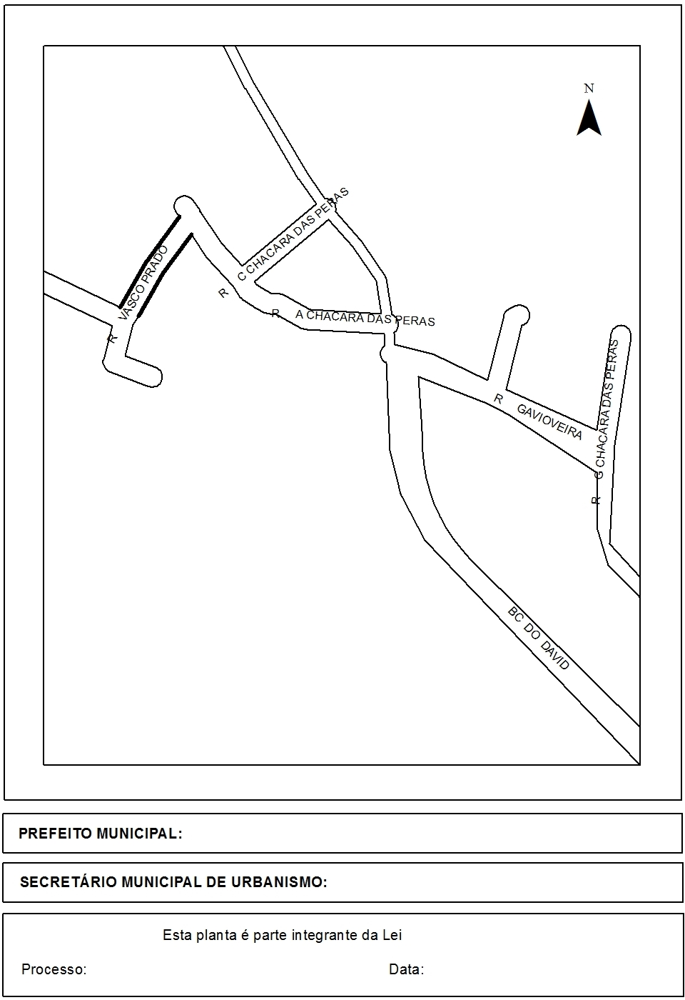 N
R C CHACARA DAS PERAS
R VASCO PRADO
R A CHACARA DAS PERAS
R GAVIOVEIRA
R G CHACARA DAS PERAS
BC DO DAVID
PREFEITO MUNICIPAL:
SECRETÁRIO MUNICIPAL DE URBANISMO:
Esta planta é parte integrante da Lei
Processo:
Data: